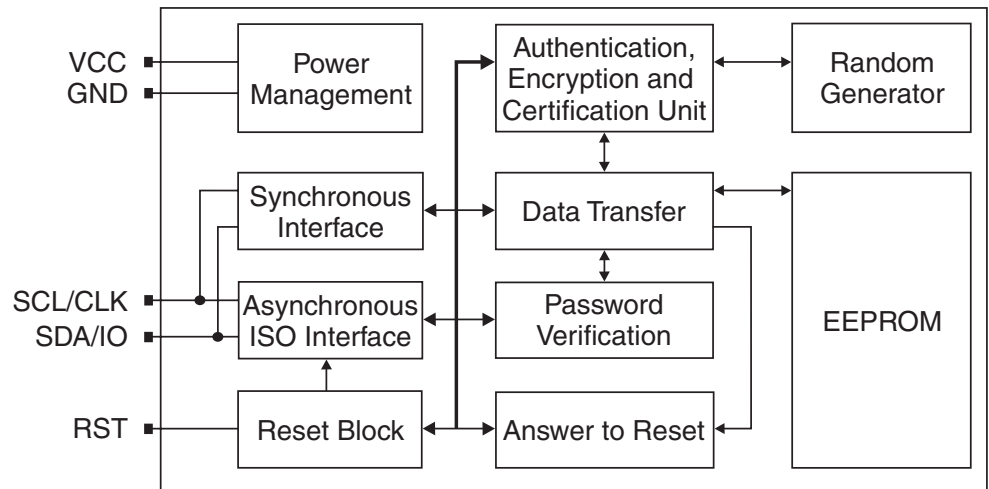 VCC
GND
Power
Management
Authentication,
Encryption and
Certification Unit
Random
Generator
Synchronous
Interface
Data Transfer
EEPROM
SCL/CLK
SDA/IO
Asynchronous
ISO Interface
Password
Verification
RST
Reset Block
Answer to Reset